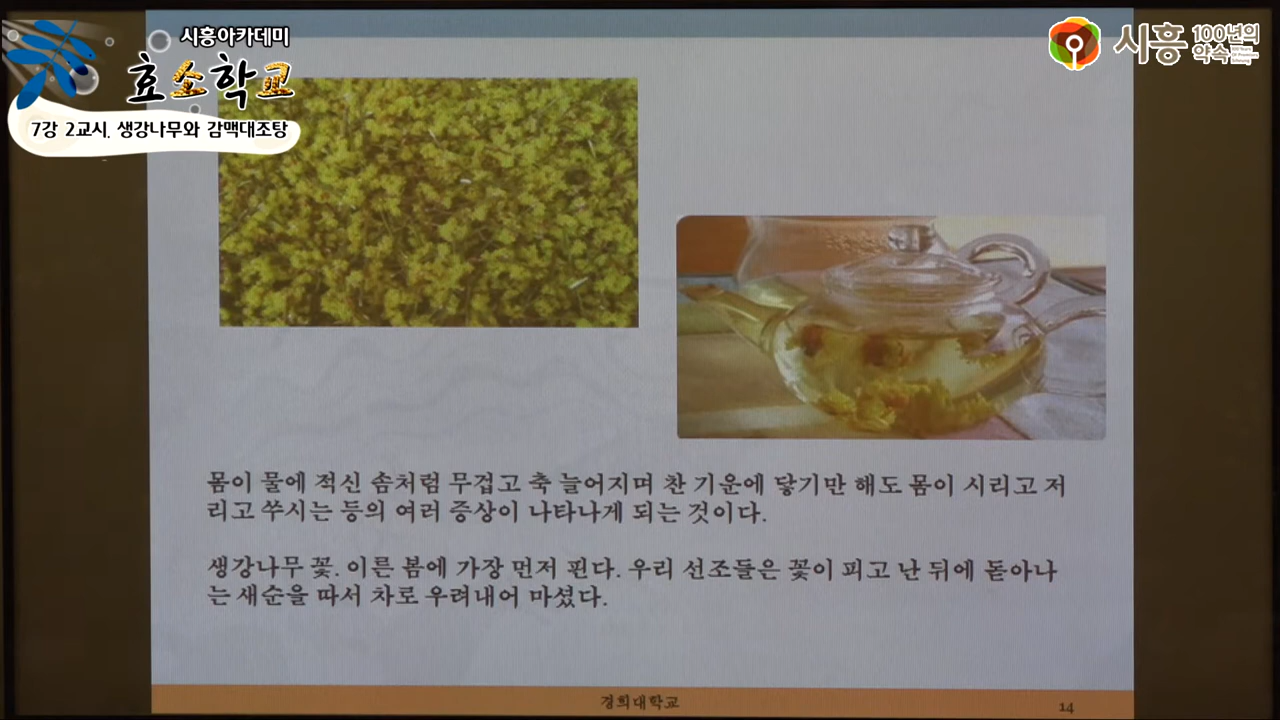 시흥아카데미
효소학교
7강 2교시. 생강나무와 감맥대조탕
시흥 100년의 약속
몸이 물에 적신 솜처럼 무겁고 축 늘어지며 찬 기운에 닿기만 해도 몸이 시리고 저
리고 쑤시는 등의 여러 증상이 나타나게 되는 것이다.
생강나무 꽃. 이른 봄에 가장 먼저 핀다. 우리 선조들은 꽃이 피고 난 뒤에 돋아나
는 새순을 따서 차로 우려내어 마셨다.
경희대학교
14